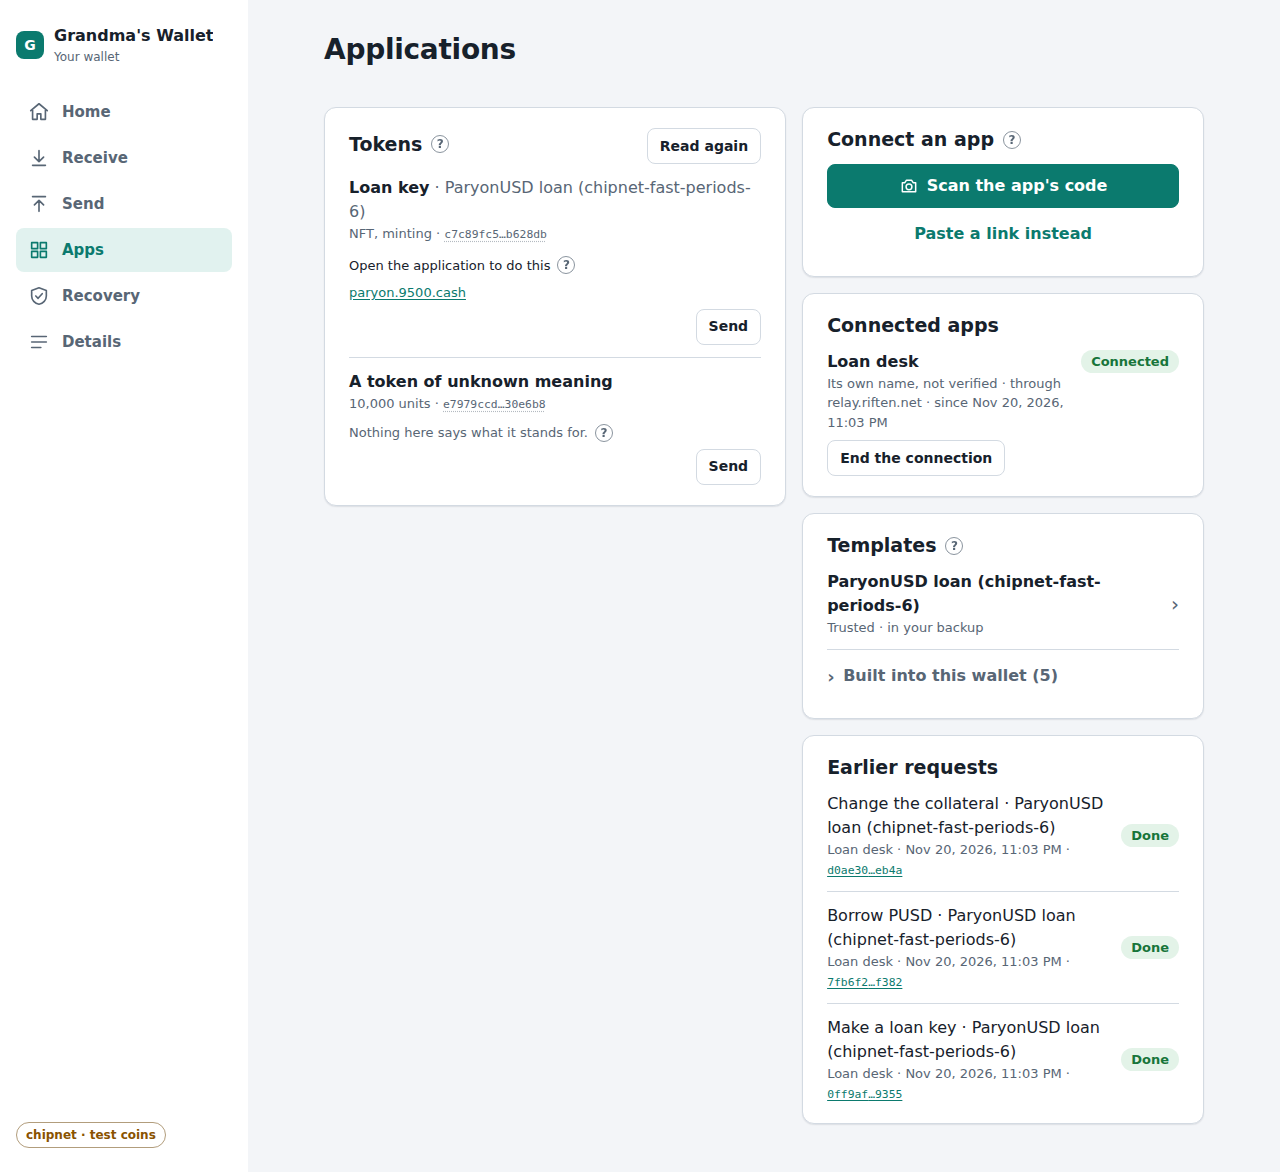 G
Grandma's Wallet
Your wallet
Home
Receive
Send
Apps
Recovery
Details
chipnet · test coins
Applications
Tokens ?
Read again
Loan key · ParyonUSD loan (chipnet-fast-periods-
6)
NFT, minting · c7c89fc5…b628db
Open the application to do this ?
paryon.9500.cash
Send
A token of unknown meaning
10,000 units · e7979ccd…30e6b8
Nothing here says what it stands for. ?
Send
Connect an app ?
Scan the app's code
Paste a link instead
Connected apps
Loan desk
Connected
Its own name, not verified · through
relay.riften.net · since Nov 20, 2026,
11:03 PM
End the connection
Templates ?
ParyonUSD loan (chipnet-fast-
periods-6)
Trusted · in your backup
›
› Built into this wallet (5)
Earlier requests
Change the collateral · ParyonUSD
loan (chipnet-fast-periods-6)
Loan desk · Nov 20, 2026, 11:03 PM ·
d0ae30…eb4a
Done
Borrow PUSD · ParyonUSD loan
(chipnet-fast-periods-6)
Loan desk · Nov 20, 2026, 11:03 PM ·
7fb6f2…f382
Done
Make a loan key · ParyonUSD loan
(chipnet-fast-periods-6)
Loan desk · Nov 20, 2026, 11:03 PM ·
0ff9af…9355
Done